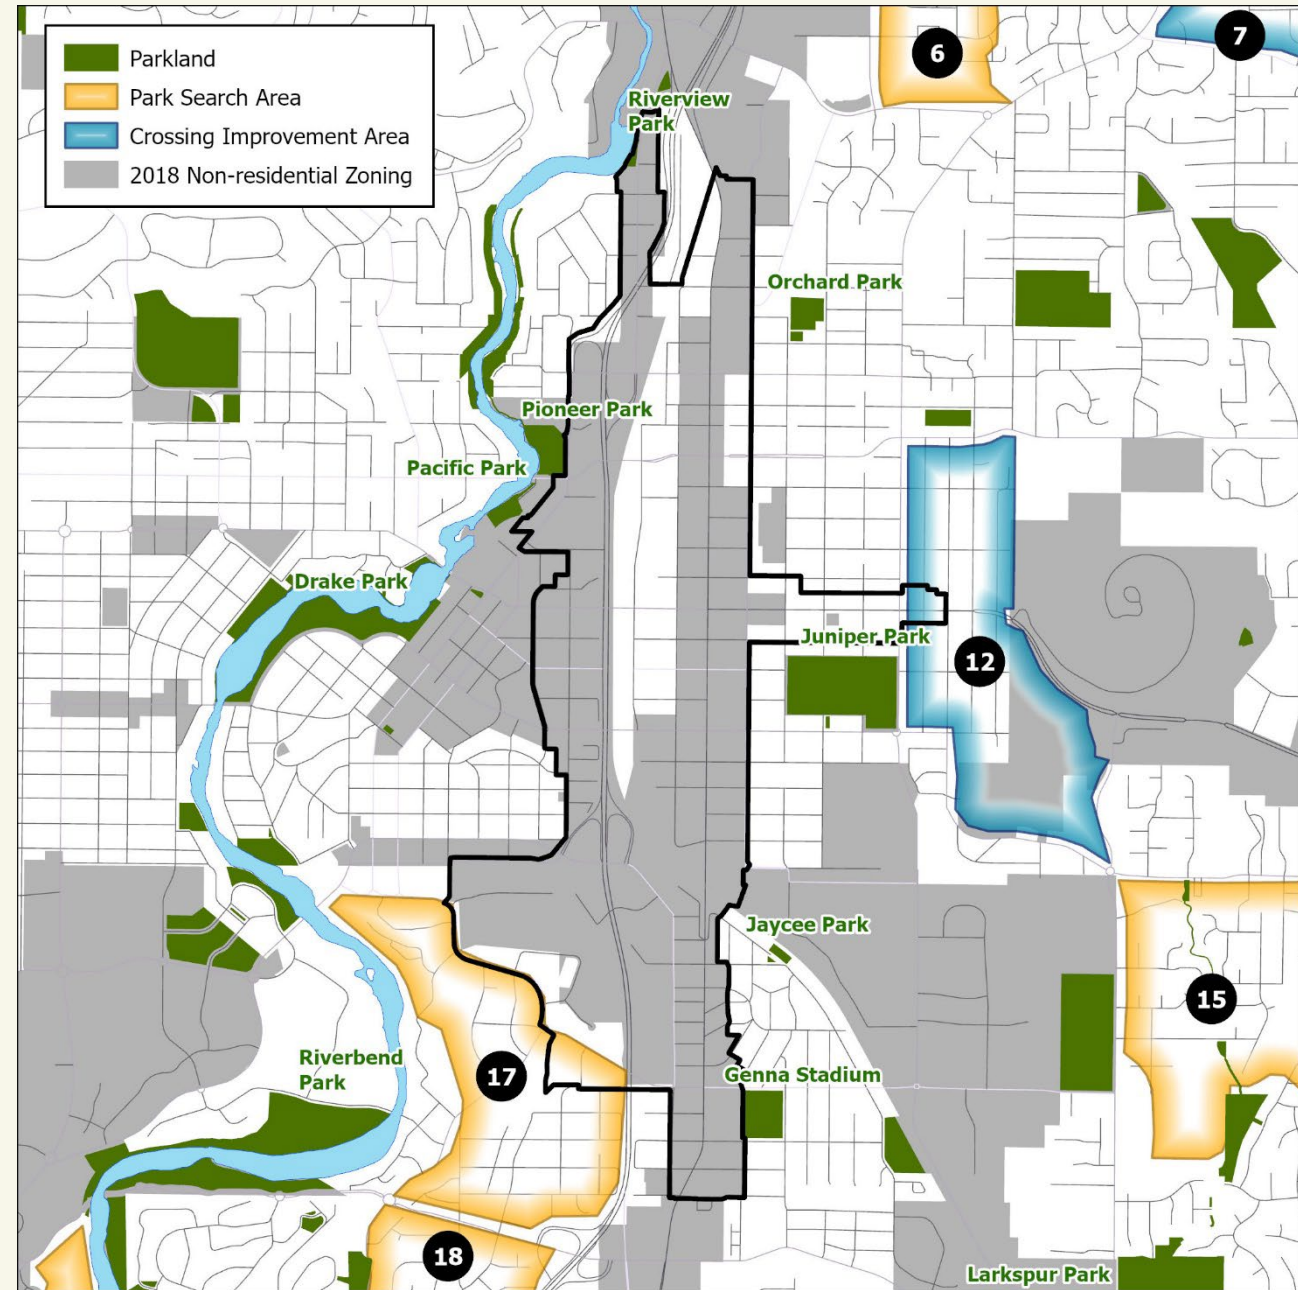 Parkland
Park Search Area
Crossing Improvement Area
2018 Non-residential Zoning
6
7
Riverview
Park
Orchard Park
Pioneer Park
Pacific Park
Drake Park
Juniper Park
12
Jaycee Park
15
Riverbend
Park
17
Genna Stadium
18
Larkspur Park